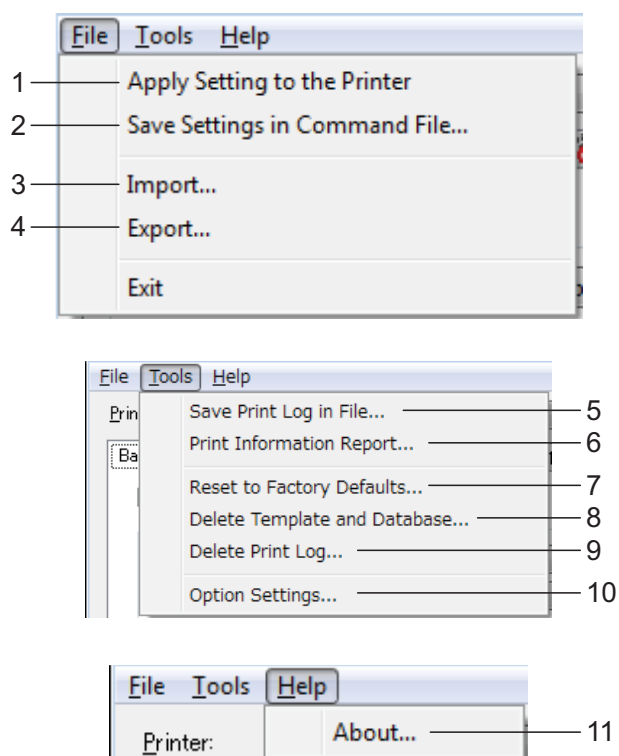 File Tools Help
1 Apply Setting to the Printer
2 Save Settings in Command File...
3 Import...
4 Export...
Exit
File Tools Help
Prin
Save Print Log in File... 5
Ba
Print Information Report... 6
Reset to Factory Defaults... 7
Delete Template and Database... 8
Delete Print Log... 9
Option Settings... 10
File Tools Help
Printer:
About... 11